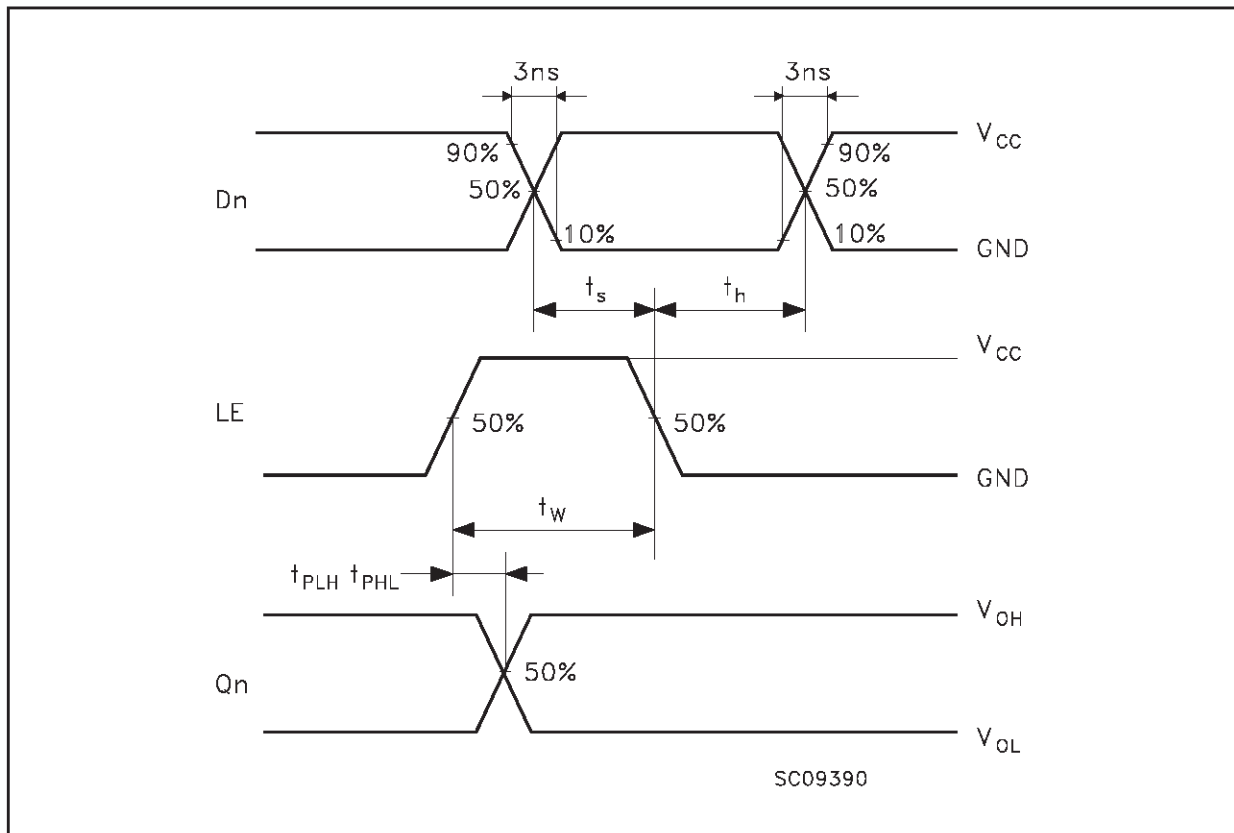 3ns 3ns
V_CC
90% 90%
Dn 50% 50%
10% 10%
GND
t_s t_h
V_CC
LE 50% 50%
GND
t_W
t_PLH t_PHL
V_OH
Qn 50%
V_OL
SC09390